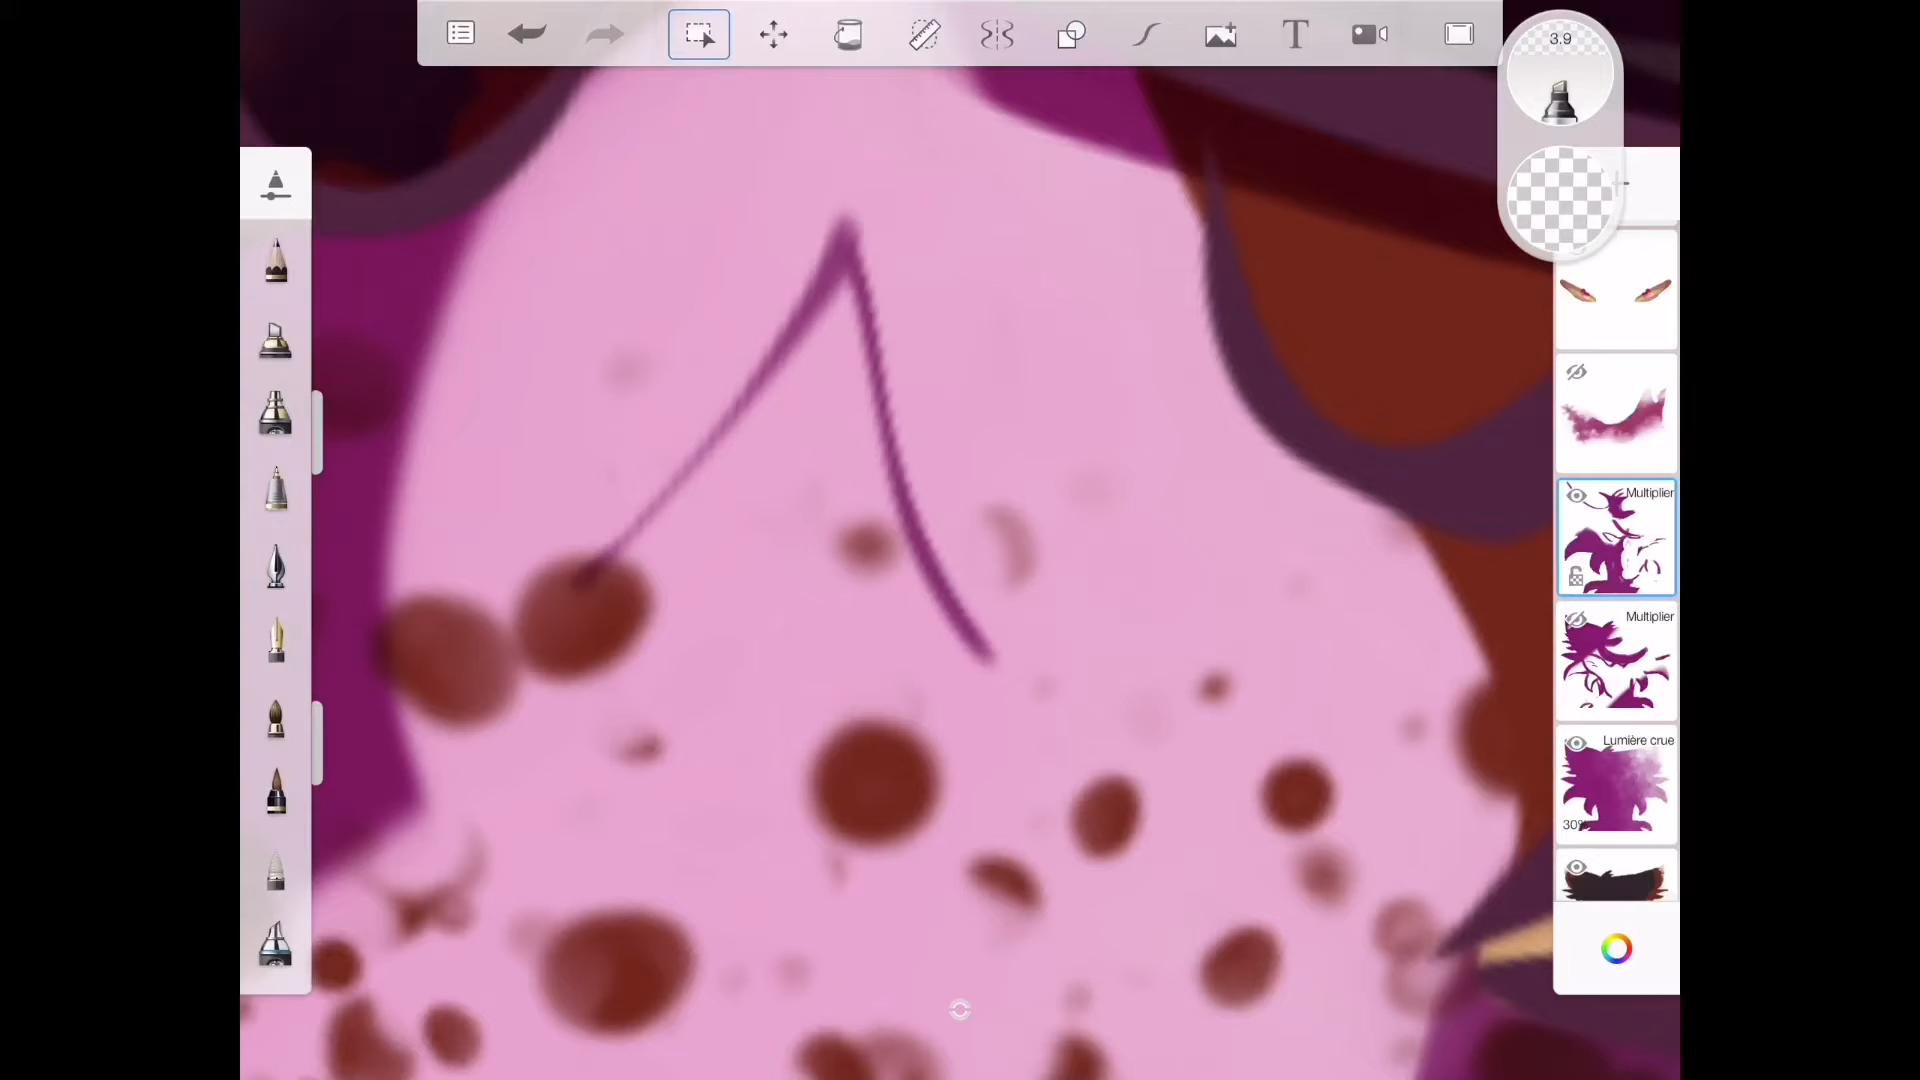 T
3.9
Multiplier
Multiplier
Lumière crue
30%